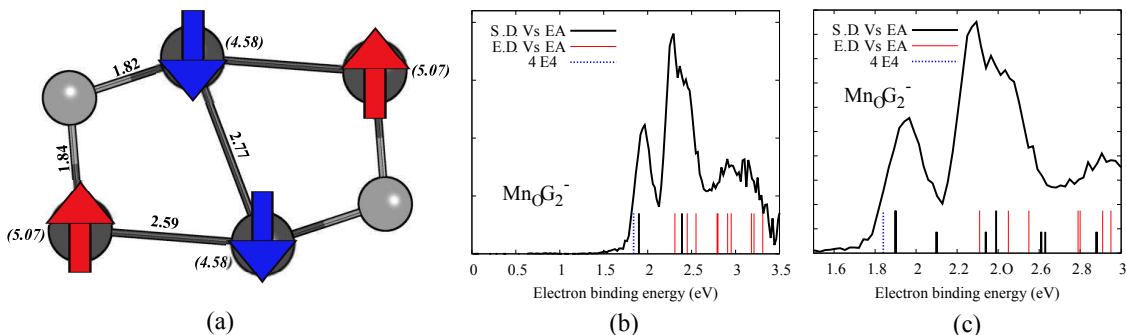 S.D. Vs EA
E.D. Vs EA
4 E4
MnOG2-
0 0.5 1 1.5 2 2.5 3 3.5
Electron binding energy (eV)
(b)
S.D. Vs EA
E.D. Vs EA
4 E4
MnOG2-
1.6 1.8 2 2.2 2.O 2.6 2.8 3
Electron binding energy (eV)
(c)
(4.58)
1.82
(5.07)
1.84
2.77
2.59
(5.07)
(4.58)
(a)